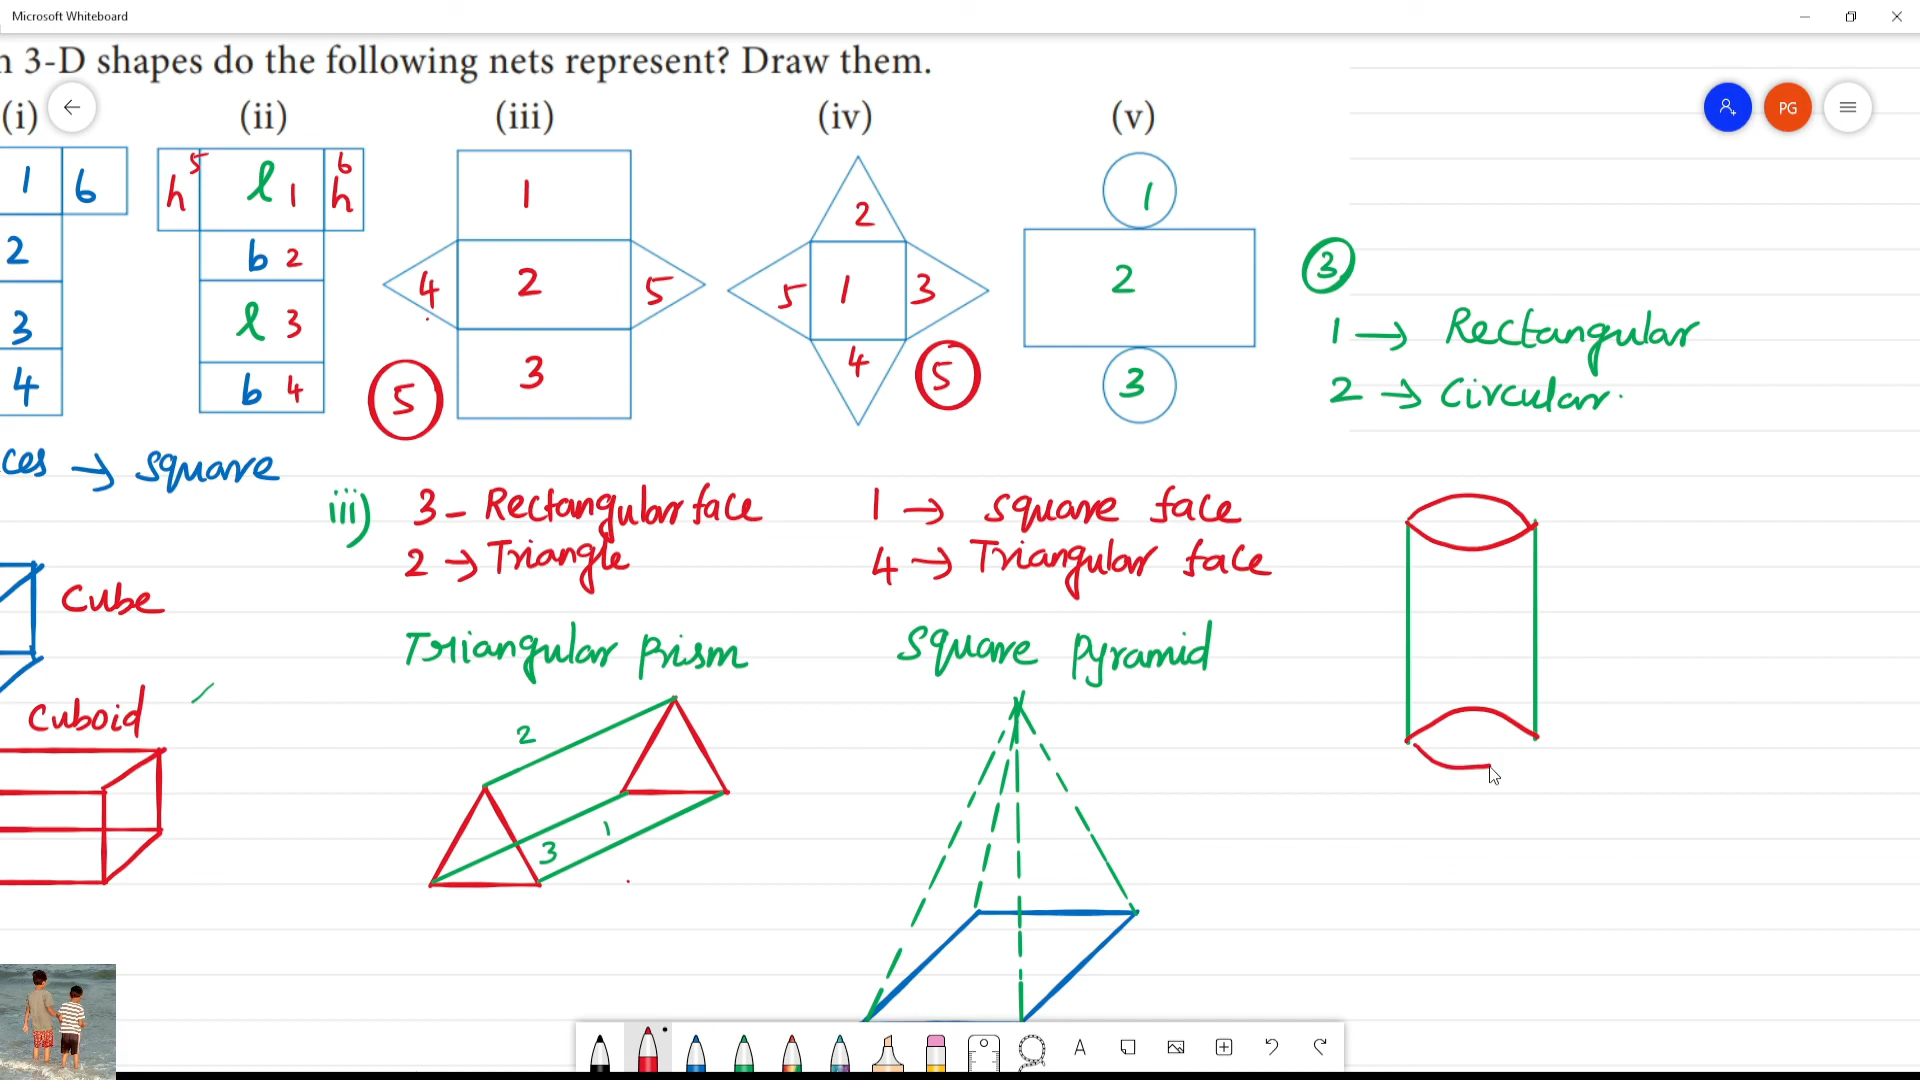 Microsoft Whiteboard
n 3-D shapes do the following nets represent? Draw them.
(i) (ii) (iii) (iv) (v)
PG
1 6
2
3
4
h 5 l 1 h 6
b 2
l 3
b 4
1
4 2 5
3
5
2
5 1 3
4
5
1
2
3
3
1 → Rectangular
2 → Circular.
ces → square
iii) 3 - Rectangular face
2 → Triangle
1 → square face
4 → Triangular face
Cube
Triangular Prism
Square Pyramid
Cuboid
2
1
3
A